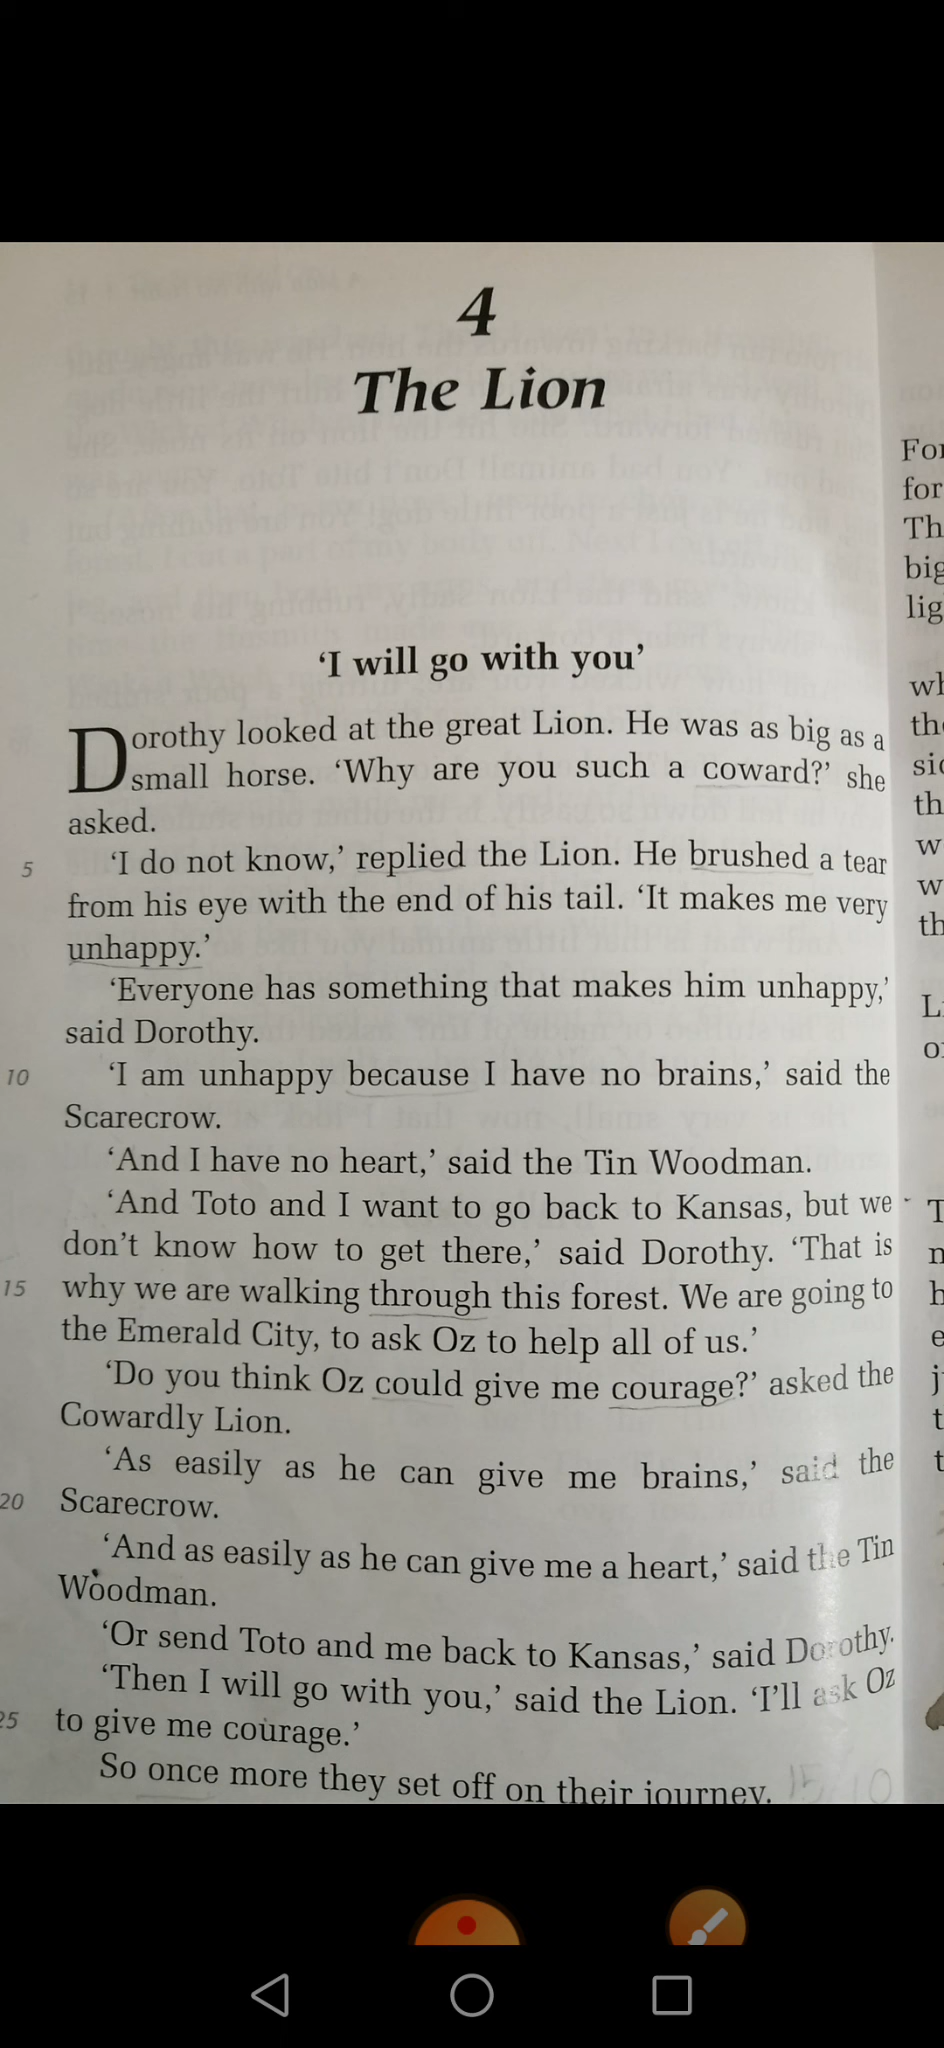 4
The Lion
‘I will go with you’
Dorothy looked at the great Lion. He was as big as a
small horse. ‘Why are you such a coward?’ she
asked.
5 ‘I do not know,’ replied the Lion. He brushed a tear
from his eye with the end of his tail. ‘It makes me very
unhappy.’
‘Everyone has something that makes him unhappy,’
said Dorothy.
10 ‘I am unhappy because I have no brains,’ said the
Scarecrow.
‘And I have no heart,’ said the Tin Woodman.
‘And Toto and I want to go back to Kansas, but we
don’t know how to get there,’ said Dorothy. ‘That is
15 why we are walking through this forest. We are going to
the Emerald City, to ask Oz to help all of us.’
‘Do you think Oz could give me courage?’ asked the
Cowardly Lion.
‘As easily as he can give me brains,’ said the
20 Scarecrow.
‘And as easily as he can give me a heart,’ said the Tin
Woodman.
‘Or send Toto and me back to Kansas,’ said Dorothy.
‘Then I will go with you,’ said the Lion. ‘I’ll ask Oz
25 to give me courage.’
So once more they set off on their journey.